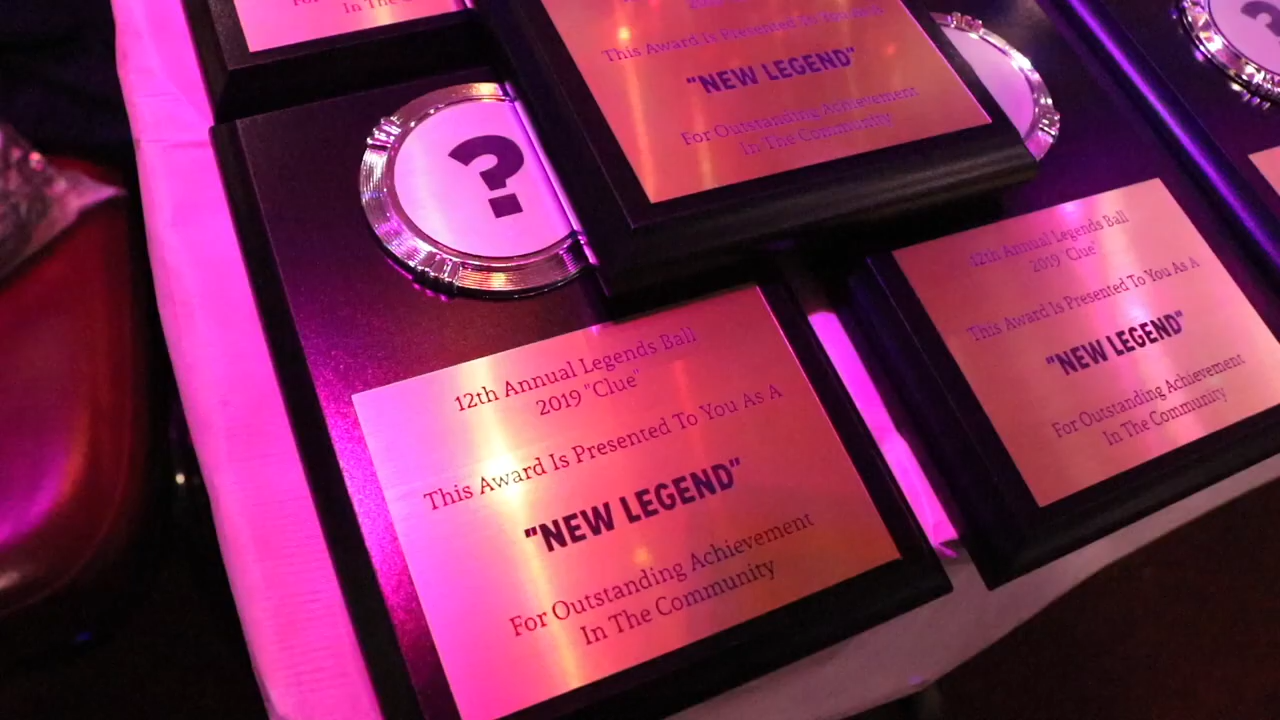 In The
This Award Is Presented To You As A
"NEW LEGEND"
For Outstanding Achievement
In The Community
?
12th Annual Legends Ball
2019 "Clue"
This Award Is Presented To You As A
"NEW LEGEND"
For Outstanding Achievement
In The Community
12th Annual Legends Ball
2019 "Clue"
This Award Is Presented To You As A
"NEW LEGEND"
For Outstanding Achievement
In The Community
?